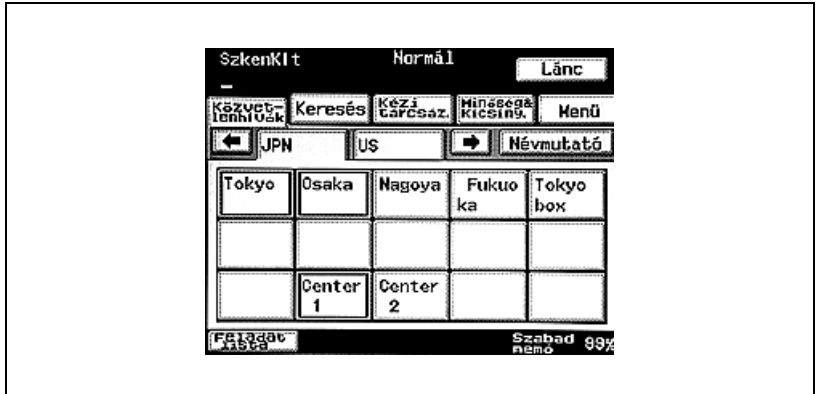 SzkenKIt Normál Lánc
Közvet-
lenhívák Keresés Kézi
tárcsáz. Minőség&
Kicsiny. Menü
JPN US Névmutató
Tokyo Osaka Nagoya Fukuo
ka Tokyo
box
Center
1 Center
2
Feladat
lista Szabad
memó 99%